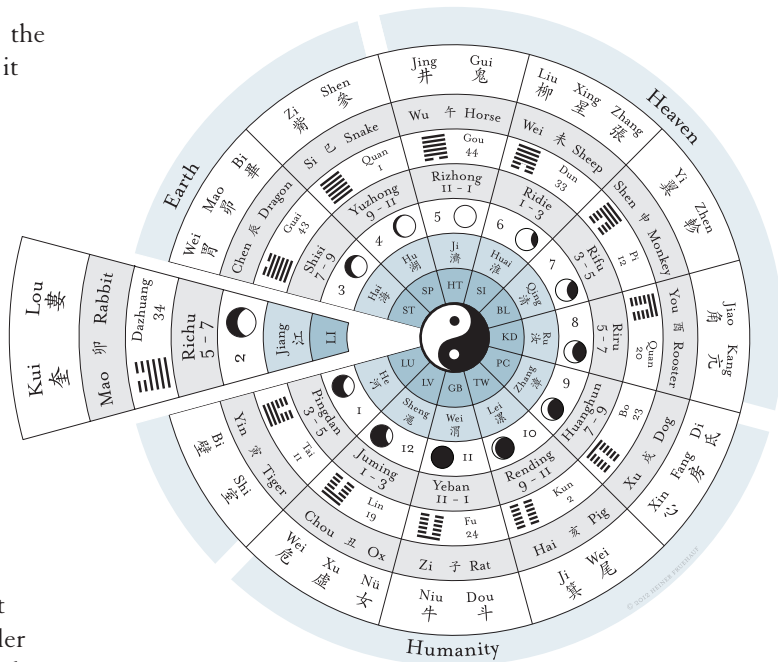 the
it
Heaven
Earth
Humanity
Jing Gui
井 鬼
Wu 午 Horse
Gou
44
Rizhong
11 - 1
5
Ji
濟
HT
Liu Xing Zhang
柳 星 張
Wei 未 Sheep
Dun
33
Ridie
1 - 3
6
Huai
淮
SI
Yi Zhen
翼 軫
Shen 申 Monkey
Pi
12
Rifu
3 - 5
7
Qing
清
BL
Jiao Kang
角 亢
You 酉 Rooster
Quan
20
Riru
5 - 7
8
Ru
汝
KD
Xin Fang Di
心 房 氐
Xu 戌 Dog
Bo
23
Huanghun
7 - 9
9
Zhang
漳
PC
Ji Wei
箕 尾
Hai 亥 Pig
Kun
2
Rending
9 - 11
10
Lei
漯
TW
Niu Dou
牛 斗
Zi 子 Rat
Fu
24
Yeban
11 - 1
11
Wei
渭
GB
Wei Xu Nü
危 虛 女
Chou 丑 Ox
Lin
19
Juming
1 - 3
12
Sheng
LV
Bi Shi
壁 室
Yin 寅 Tiger
Tai
11
Pingdan
3 - 5
1
He
河
LU
Kui Lou
奎 婁
Mao 卯 Rabbit
Dazhuang
34
Richu
5 - 7
2
Jiang
江
LI
Wei Mao Bi
胃 昴 畢
Chen 辰 Dragon
Guai
43
Shisi
7 - 9
3
Hai
ST
Zi Shen
觜 參
Si 巳 Snake
Quan
1
Yuzhong
9 - 11
4
Hu
湖
SP
© 2012 HEINER FRUEHAUF
t
ler